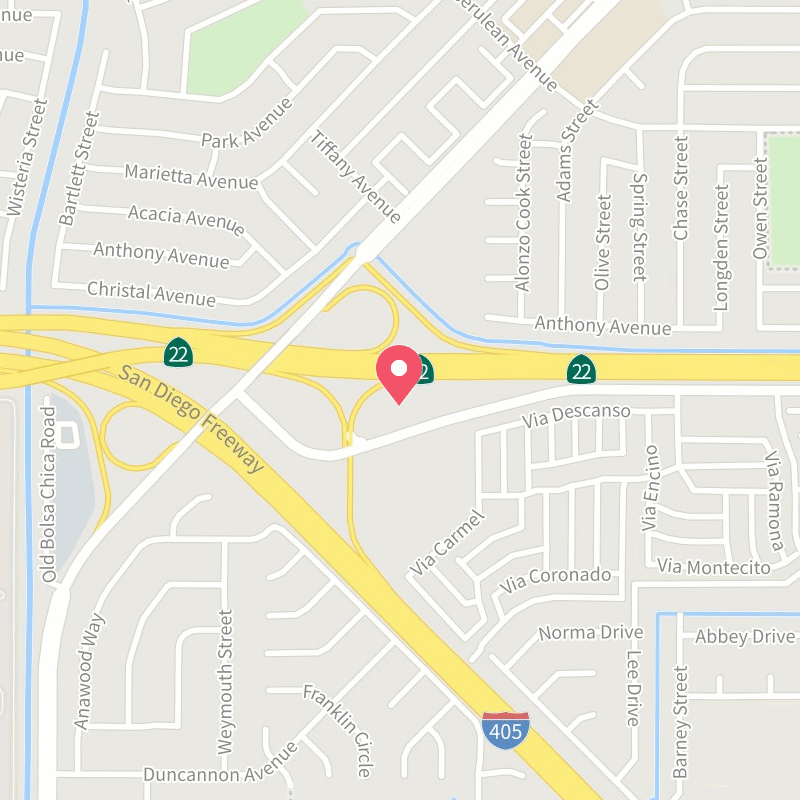 nue
Cerulean Avenue
nue
Wisteria Street
Bartlett Street
Park Avenue
Tiffany Avenue
Marietta Avenue
Acacia Avenue
Anthony Avenue
Christal Avenue
Adams Street
Alonzo Cook Street
Olive Street
Spring Street
Chase Street
Longden Street
Owen Street
Anthony Avenue
22
2
22
San Diego Freeway
Old Bolsa Chica Road
Via Descanso
Via Encino
Via Ramona
Via Carmel
Via Coronado
Via Montecito
Norma Drive
Abbey Drive
Lee Drive
Barney Street
Anawood Way
Weymouth Street
Franklin Circle
Duncannon Avenue
405